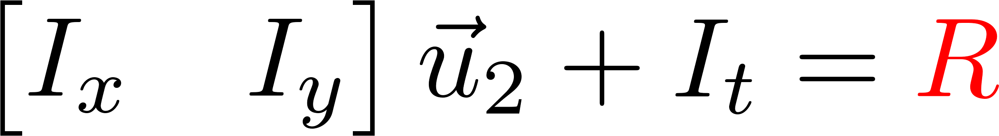 [I_x I_y] \vec{u}_2 + I_t = R